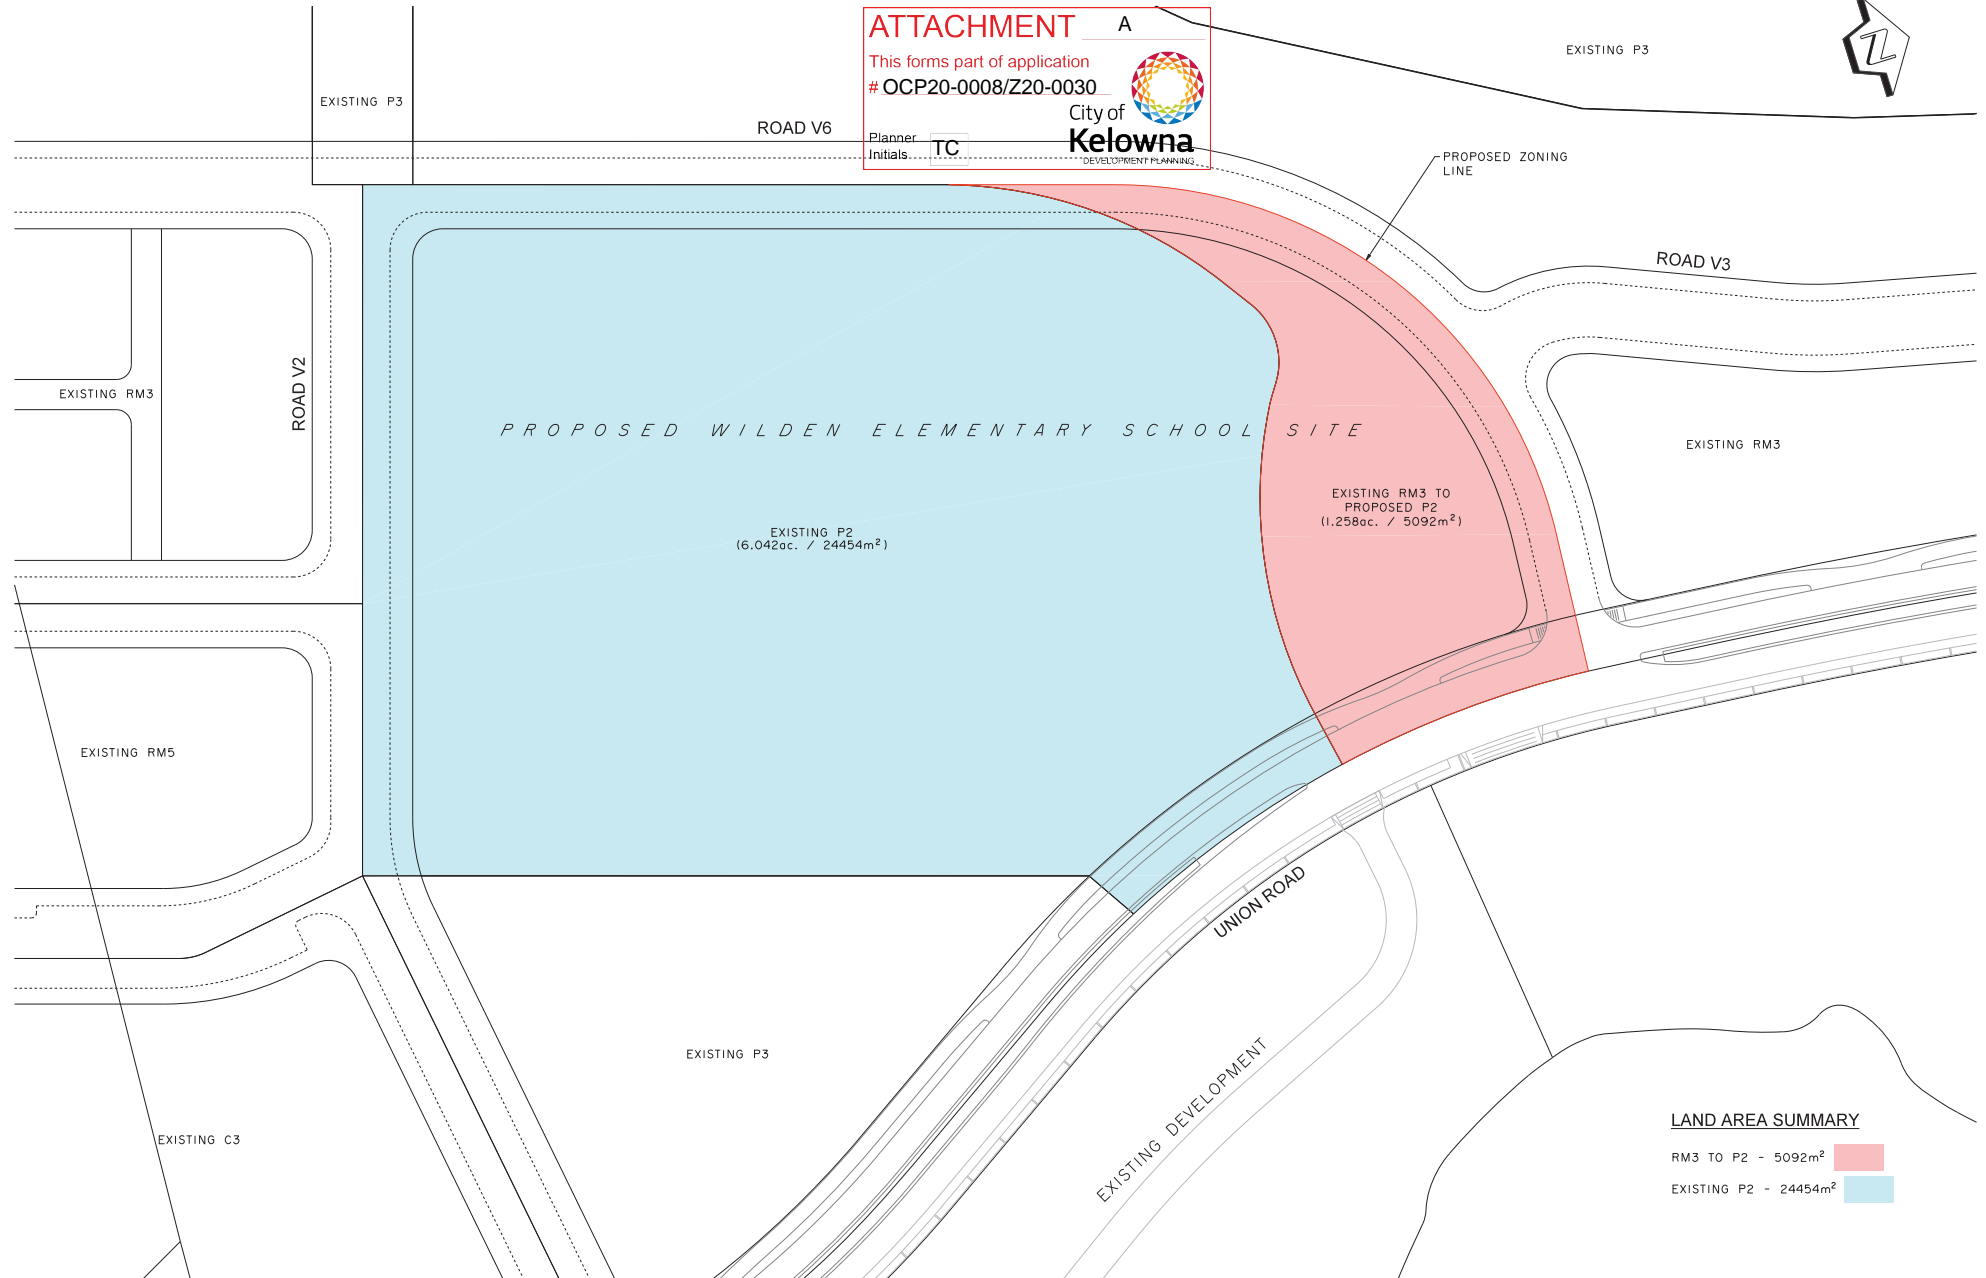 ATTACHMENT A
This forms part of application
# OCP20-0008/Z20-0030
City of
Kelowna
DEVELOPMENT PLANNING
Planner
Initials TC
EXISTING P3
Z
EXISTING P3
ROAD V6
PROPOSED ZONING
LINE
ROAD V3
EXISTING RM3
ROAD V2
PROPOSED WILDEN ELEMENTARY SCHOOL SITE
EXISTING RM3
EXISTING RM3 TO
PROPOSED P2
(1.258ac. / 5092m²)
EXISTING P2
(6.042ac. / 24454m²)
EXISTING RM5
UNION ROAD
EXISTING P3
EXISTING DEVELOPMENT
EXISTING C3
LAND AREA SUMMARY
RM3 TO P2 - 5092m²
EXISTING P2 - 24454m²